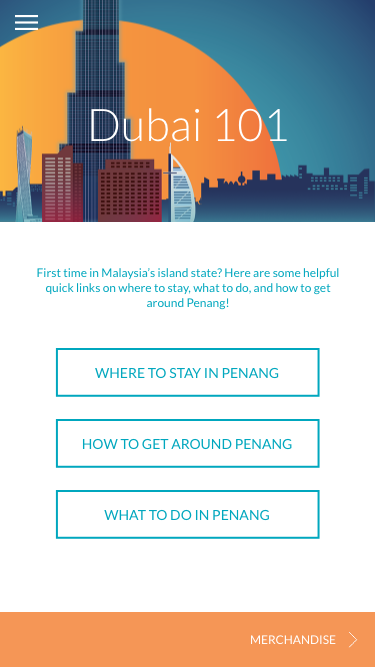 Dubai 101
First time in Malaysia's island state? Here are some helpful
quick links on where to stay, what to do, and how to get
around Penang!
WHERE TO STAY IN PENANG
HOW TO GET AROUND PENANG
WHAT TO DO IN PENANG
MERCHANDISE